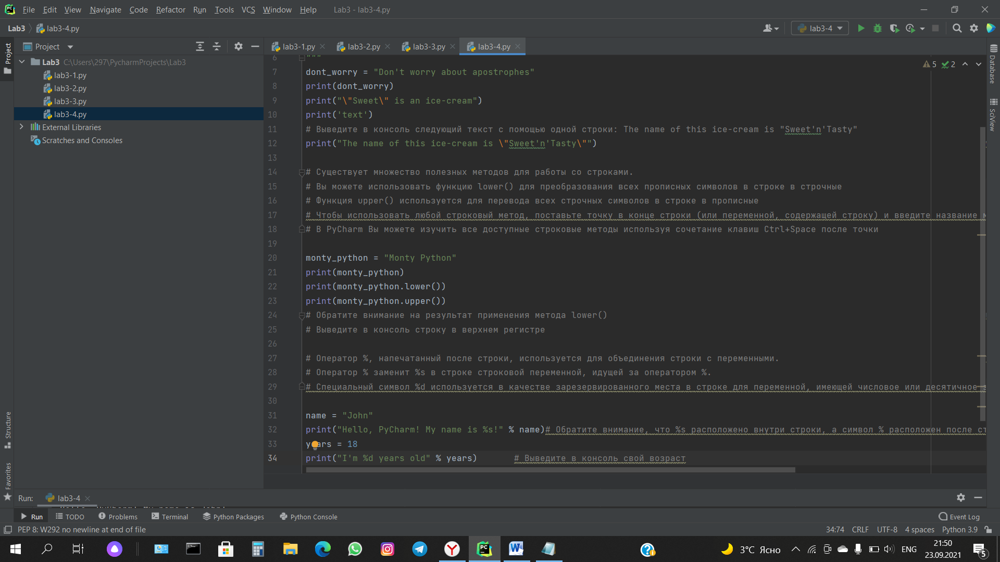 File Edit View Navigate Code Refactor Run Tools VCS Window Help Lab3 - lab3-4.py
Lab3 lab3-4.py lab3-4
Project
Project
Lab3 C:\Users\297\PycharmProjects\Lab3
lab3-1.py
lab3-2.py
lab3-3.py
lab3-4.py
External Libraries
Scratches and Consoles
Structure
Favorites
lab3-1.py lab3-2.py lab3-3.py lab3-4.py
5 2
Database
SciView
6 """
7 dont_worry = "Don't worry about apostrophes"
8 print(dont_worry)
9 print("\"Sweet\" is an ice-cream")
10 print('text')
11 # Выведите в консоль следующий текст с помощью одной строки: The name of this ice-cream is "Sweet'n'Tasty"
12 print("The name of this ice-cream is \"Sweet'n'Tasty\"")
13
14 # Существует множество полезных методов для работы со строками.
15 # Вы можете использовать функцию lower() для преобразования всех прописных символов в строке в строчные
16 # Функция upper() используется для перевода всех строчных символов в строке в прописные
17 # Чтобы использовать любой строковый метод, поставьте точку в конце строки (или переменной, содержащей строку) и введите название
18 # В PyCharm Вы можете изучить все доступные строковые методы используя сочетание клавиш Ctrl+Space после точки
19
20 monty_python = "Monty Python"
21 print(monty_python)
22 print(monty_python.lower())
23 print(monty_python.upper())
24 # Обратите внимание на результат применения метода lower()
25 # Выведите в консоль строку в верхнем регистре
26
27 # Оператор %, напечатанный после строки, используется для объединения строки с переменными.
28 # Оператор % заменит %s в строке строковой переменной, идущей за оператором %.
29 # Специальный символ %d используется в качестве зарезервированного места в строке для переменной, имеющей числовое или десятичное
30
31 name = "John"
32 print("Hello, PyCharm! My name is %s!" % name)# Обратите внимание, что %s расположено внутри строки, а символ % расположен после ст
33 years = 18
34 print("I'm %d years old" % years) # Выведите в консоль свой возраст
Run: lab3-4
Run TODO Problems Terminal Python Packages Python Console Event Log
PEP 8: W292 no newline at end of file 34:74 CRLF UTF-8 4 spaces Python 3.9
3°C Ясно ENG 21:50
23.09.2021 5